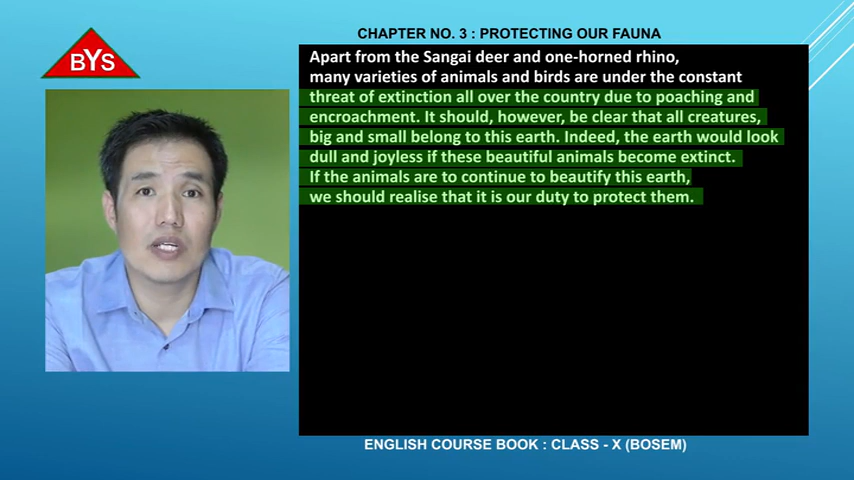 CHAPTER NO. 3 : PROTECTING OUR FAUNA
BYS
Apart from the Sangai deer and one-horned rhino,
many varieties of animals and birds are under the constant
threat of extinction all over the country due to poaching and
encroachment. It should, however, be clear that all creatures,
big and small belong to this earth. Indeed, the earth would look
dull and joyless if these beautiful animals become extinct.
If the animals are to continue to beautify this earth,
we should realise that it is our duty to protect them.
ENGLISH COURSE BOOK : CLASS - X (BOSEM)